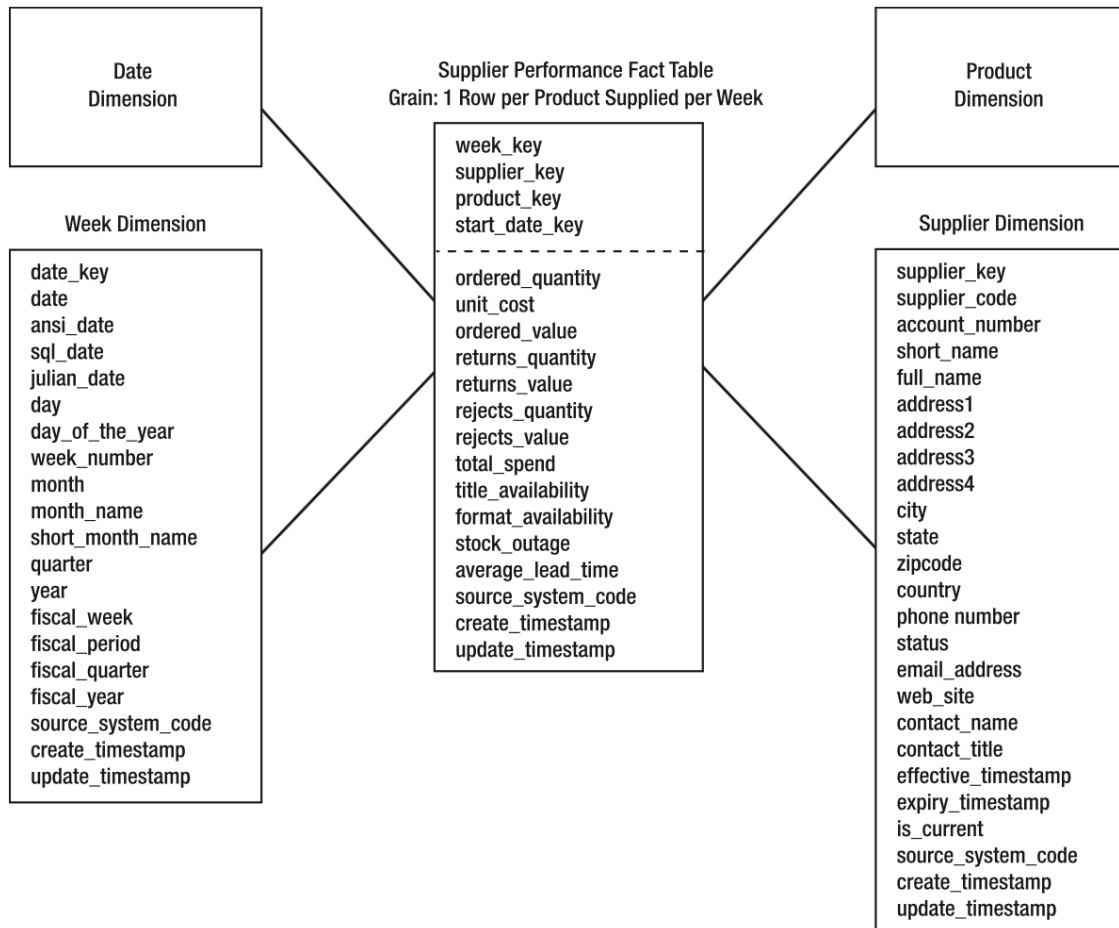 Date
Dimension
Supplier Performance Fact Table
Grain: 1 Row per Product Supplied per Week
Product
Dimension
Week Dimension
date_key
date
ansi_date
sql_date
julian_date
day
day_of_the_year
week_number
month
month_name
short_month_name
quarter
year
fiscal_week
fiscal_period
fiscal_quarter
fiscal_year
source_system_code
create_timestamp
update_timestamp
week_key
supplier_key
product_key
start_date_key
ordered_quantity
unit_cost
ordered_value
returns_quantity
returns_value
rejects_quantity
rejects_value
total_spend
title_availability
format_availability
stock_outage
average_lead_time
source_system_code
create_timestamp
update_timestamp
Supplier Dimension
supplier_key
supplier_code
account_number
short_name
full_name
address1
address2
address3
address4
city
state
zipcode
country
phone number
status
email_address
web_site
contact_name
contact_title
effective_timestamp
expiry_timestamp
is_current
source_system_code
create_timestamp
update_timestamp